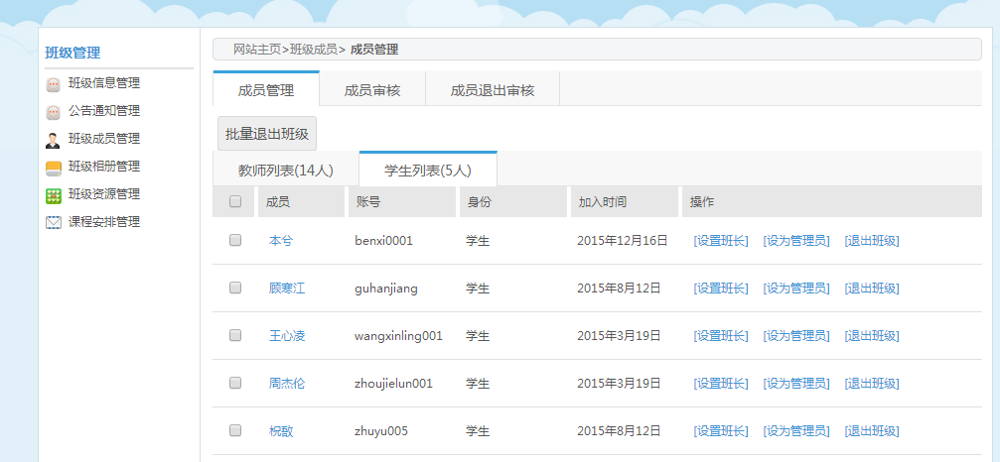 班级管理
班级信息管理
公告通知管理
班级成员管理
班级相册管理
班级资源管理
课程安排管理
网站主页>班级成员> 成员管理
成员管理 成员审核 成员退出审核
批量退出班级
教师列表(14人) 学生列表(5人)
成员 账号 身份 加入时间 操作
本兮 benxi0001 学生 2015年12月16日 [设置班长] [设为管理员] [退出班级]
顾寒江 guhanjiang 学生 2015年8月12日 [设置班长] [设为管理员] [退出班级]
王心凌 wangxinling001 学生 2015年3月19日 [设置班长] [设为管理员] [退出班级]
周杰伦 zhoujielun001 学生 2015年3月19日 [设置班长] [设为管理员] [退出班级]
祝敔 zhuyu005 学生 2015年8月12日 [设置班长] [设为管理员] [退出班级]